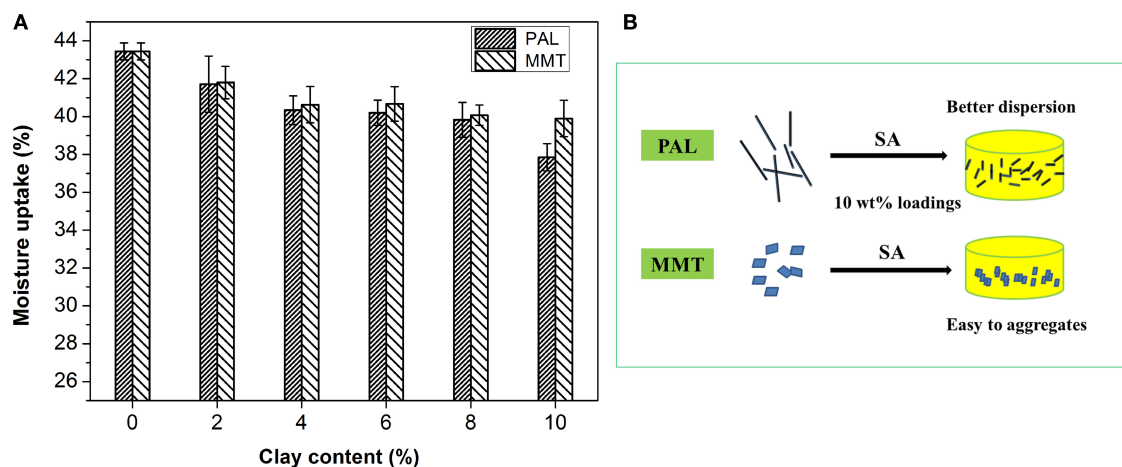 A
44
42
40
38
36
34
32
30
28
26
Moisture uptake (%)
PAL
MMT
0 2 4 6 8 10
Clay content (%)
B
Better dispersion
PAL
SA
10 wt% loadings
MMT
SA
Easy to aggregates